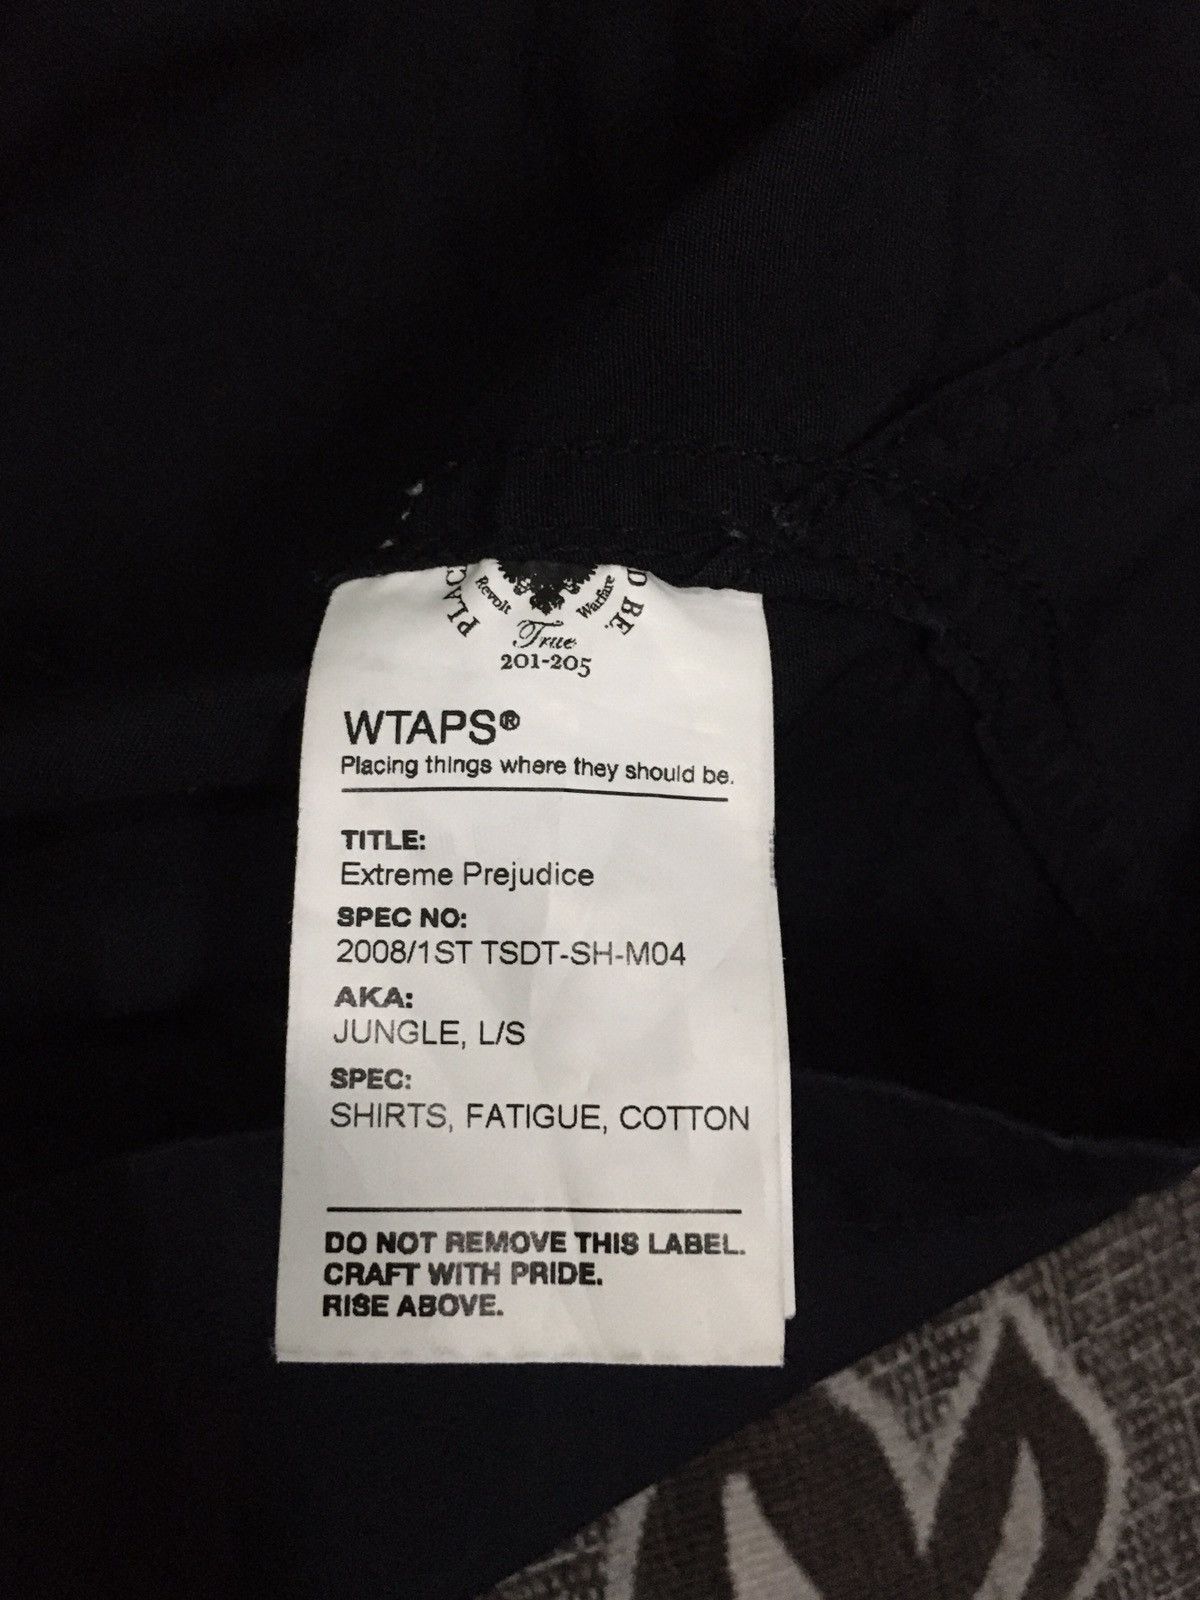 PLAC
D BE.
Revolt Warfare
True
201-205
WTAPS®
Placing things where they should be.
TITLE:
Extreme Prejudice
SPEC NO:
2008/1ST TSDT-SH-M04
AKA:
JUNGLE, L/S
SPEC:
SHIRTS, FATIGUE, COTTON
DO NOT REMOVE THIS LABEL.
CRAFT WITH PRIDE.
RISE ABOVE.